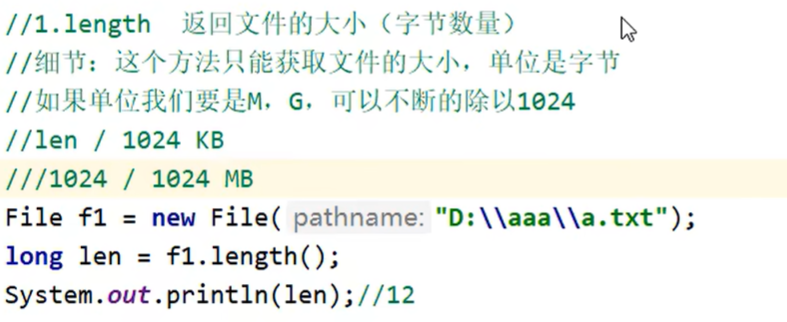 //1.length  返回文件的大小（字节数量）
//细节：这个方法只能获取文件的大小，单位是字节
//如果单位我们要是M，G，可以不断的除以1024
//len / 1024 KB
///1024 / 1024 MB
File f1 = new File( pathname: "D:\\aaa\\a.txt");
long len = f1.length();
System.out.println(len);//12